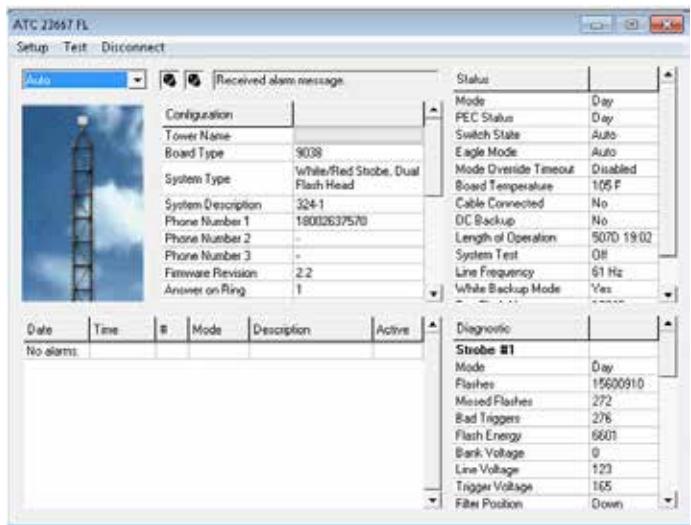 ATC 23667 FL
Setup Test Disconnect
Auto
Received alarm message.
Configuration
Tower Name
Board Type 9038
System Type White/Red Strobe, Dual Flash Head
System Description 324-1
Phone Number 1 18002637570
Phone Number 2 -
Phone Number 3 -
Firmware Revision 2.2
Answer on Ring 1
Status
Mode Day
PEC Status Day
Switch State Auto
Eagle Mode Auto
Mode Override Timeout Disabled
Board Temperature 105 F
Cable Connected No
DC Backup No
Length of Operation 507D 19:02
System Test Off
Line Frequency 61 Hz
White Backup Mode Yes
Date Time # Mode Description Active
No alarms.
Diagnostic
Strobe #1
Mode Day
Flashes 15600910
Missed Flashes 272
Bad Triggers 276
Flash Energy 6601
Bank Voltage 0
Line Voltage 123
Trigger Voltage 165
Filter Position Down